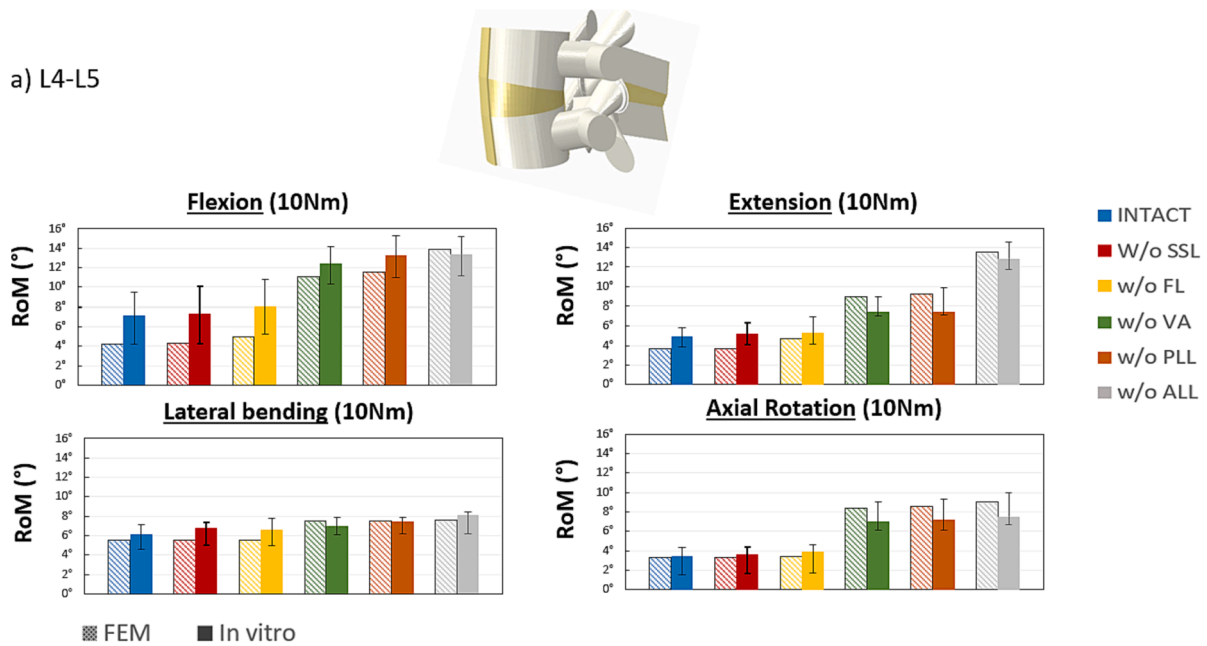 a) L4-L5
Flexion (10Nm)
RoM (°)
16°
14°
12°
10°
8°
6°
4°
2°
0°
Extension (10Nm)
RoM (°)
16°
14°
12°
10°
8°
6°
4°
2°
0°
INTACT
W/o SSL
w/o FL
w/o VA
w/o PLL
w/o ALL
Lateral bending (10Nm)
RoM (°)
16°
14°
12°
10°
8°
6°
4°
2°
0°
Axial Rotation (10Nm)
RoM (°)
16°
14°
12°
10°
8°
6°
4°
2°
0°
FEM
In vitro